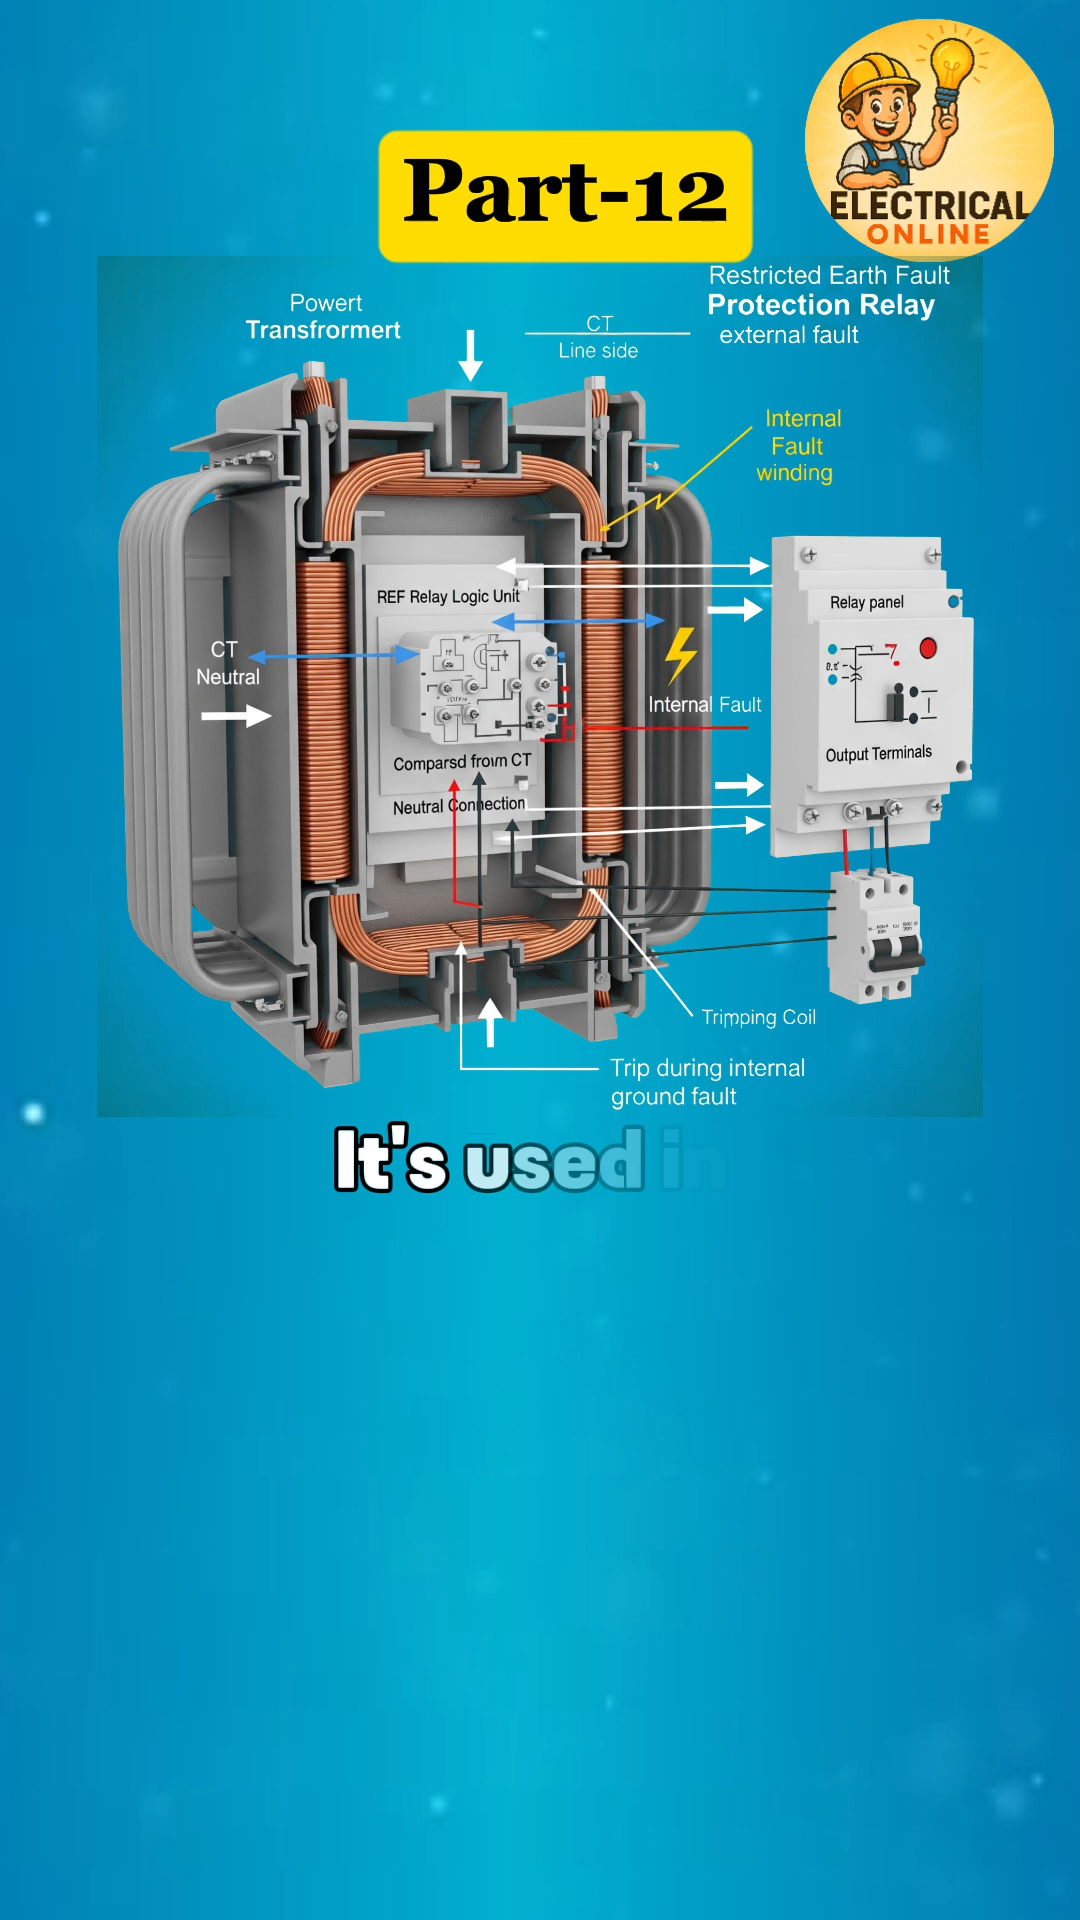 Part-12
ELECTRICAL
ONLINE
Restricted Earth Fault
Protection Relay
external fault
Powert
Transfrormert
CT
Line side
Internal
Fault
winding
REF Relay Logic Unit
Relay panel
CT
Neutral
Internal Fault
Output Terminals
Comparsd from CT
Neutral Connection
Trimping Coil
Trip during internal
ground fault
It's used in